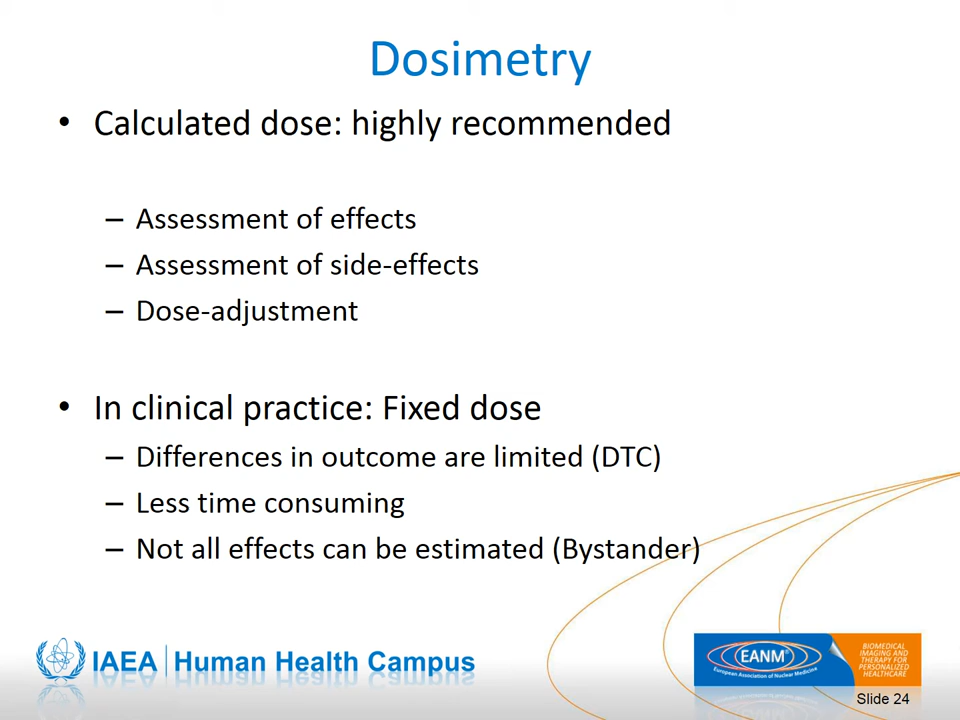 Dosimetry
• Calculated dose: highly recommended
– Assessment of effects
– Assessment of side-effects
– Dose-adjustment
• In clinical practice: Fixed dose
– Differences in outcome are limited (DTC)
– Less time consuming
– Not all effects can be estimated (Bystander)
IAEA | Human Health Campus
EANM®
European Association of Nuclear Medicine
BIOMEDICAL
IMAGING AND
THERAPY FOR
PERSONALIZED
HEALTHCARE
Slide 24